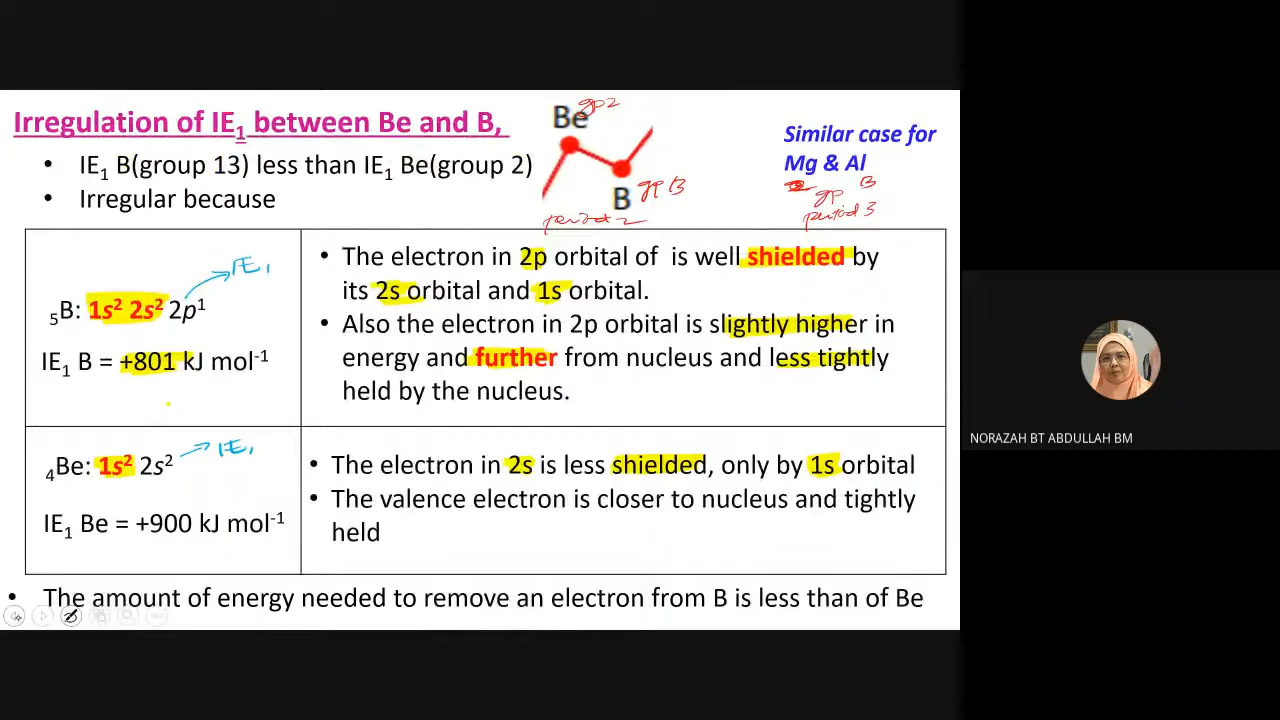 Irregulation of IE1 between Be and B,
Be
gp 2
Similar case for
Mg & Al
• IE1 B(group 13) less than IE1 Be(group 2)
• Irregular because
B
gp 13
period 2
gp 13
period 3
IE1
5B: 1s2 2s2 2p1
IE1 B = +801 kJ mol-1
• The electron in 2p orbital of is well shielded by
its 2s orbital and 1s orbital.
• Also the electron in 2p orbital is slightly higher in
energy and further from nucleus and less tightly
held by the nucleus.
IE1
4Be: 1s2 2s2
IE1 Be = +900 kJ mol-1
• The electron in 2s is less shielded, only by 1s orbital
• The valence electron is closer to nucleus and tightly
held
• The amount of energy needed to remove an electron from B is less than of Be
NORAZAH BT ABDULLAH BM